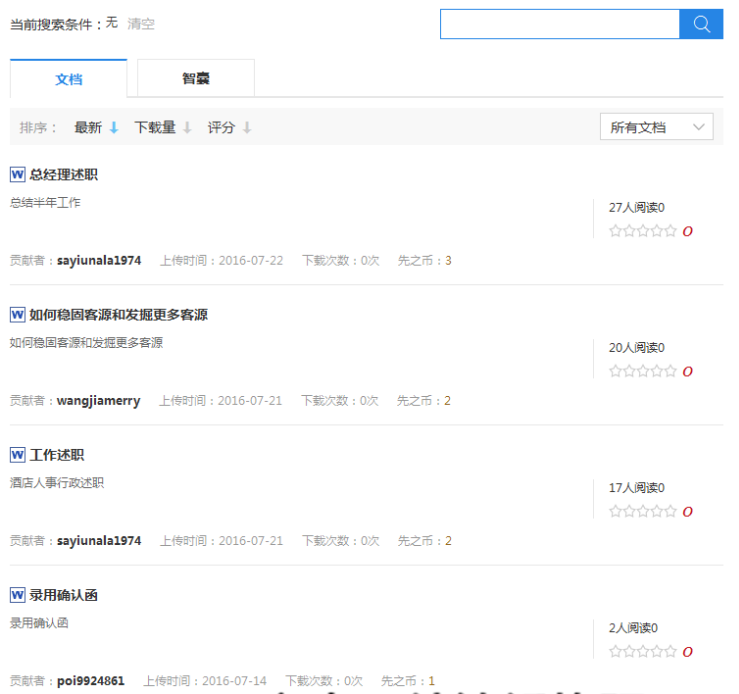 当前搜索条件：无 清空
文档 智囊
排序： 最新 下载量 评分 所有文档
总经理述职
总结半年工作
27人阅读0
0
贡献者：sayiunala1974 上传时间：2016-07-22 下载次数：0次 先之币：3
如何稳固客源和发掘更多客源
如何稳固客源和发掘更多客源
20人阅读0
0
贡献者：wangjiamerry 上传时间：2016-07-21 下载次数：0次 先之币：2
工作述职
酒店人事行政述职
17人阅读0
0
贡献者：sayiunala1974 上传时间：2016-07-21 下载次数：0次 先之币：2
录用确认函
录用确认函
2人阅读0
0
贡献者：poi9924861 上传时间：2016-07-14 下载次数：0次 先之币：1